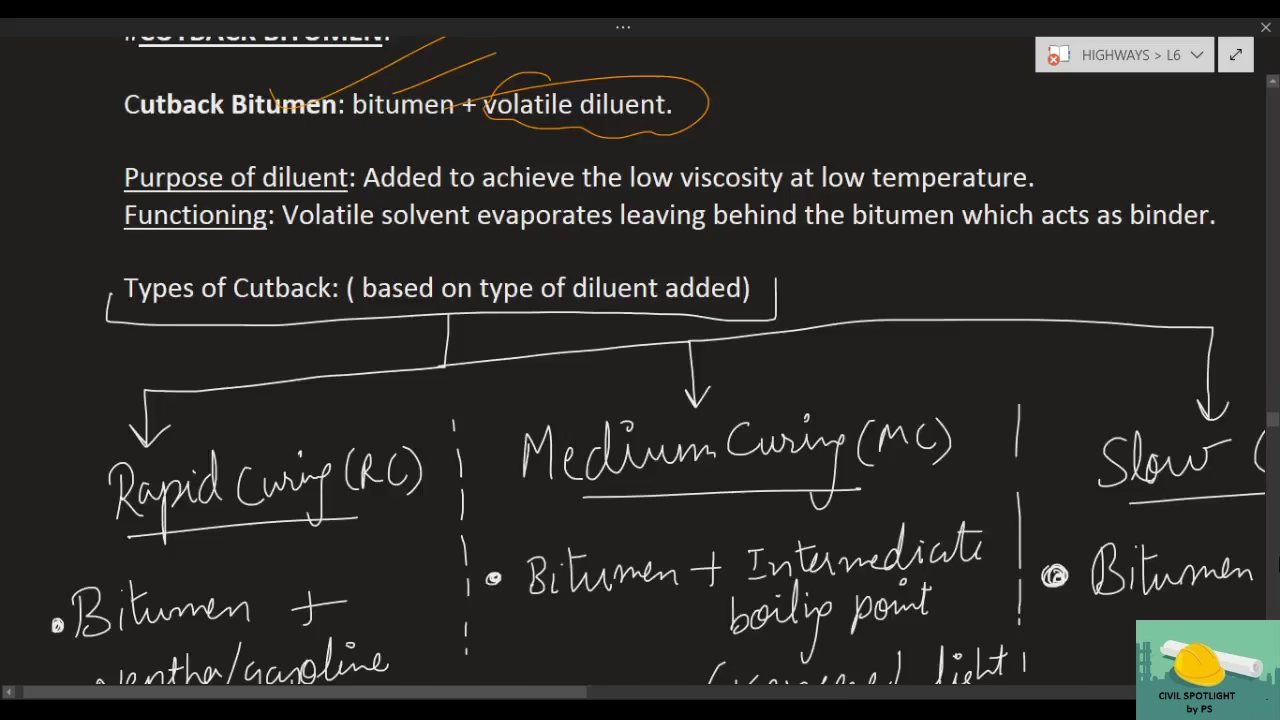 HIGHWAYS > L6
#CUTBACK BITUMEN:
Cutback Bitumen: bitumen + volatile diluent.
Purpose of diluent: Added to achieve the low viscosity at low temperature.
Functioning: Volatile solvent evaporates leaving behind the bitumen which acts as binder.
Types of Cutback: ( based on type of diluent added)
Rapid Curing (RC)
Medium Curing (MC)
Slow (
• Bitumen +
/gasoline
• Bitumen + Intermediate
boilig point
light
• Bitumen
CIVIL SPOTLIGHT
by PS